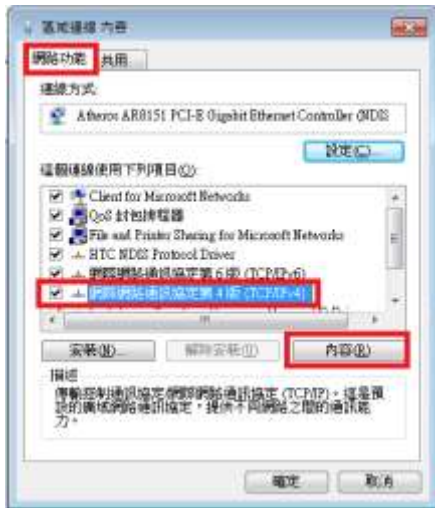 區域連線 內容
網路功能 共用
連線方式:
Atheros AR8151 PCI-E Gigabit Ethernet Controller (NDIS
設定(C)...
這個連線使用下列項目(O):
Client for Microsoft Networks
QoS 封包排程器
File and Printer Sharing for Microsoft Networks
HTC NDIS Protocol Driver
網際網路通訊協定第 6 版 (TCP/IPv6)
網際網路通訊協定第 4 版 (TCP/IPv4)
安裝(N)... 解除安裝(U) 內容(R)
描述
傳輸控制通訊協定/網際網路通訊協定 (TCP/IP)。這是預
設的廣域網路通訊協定,提供不同網路之間的通訊能
力。
確定 取消